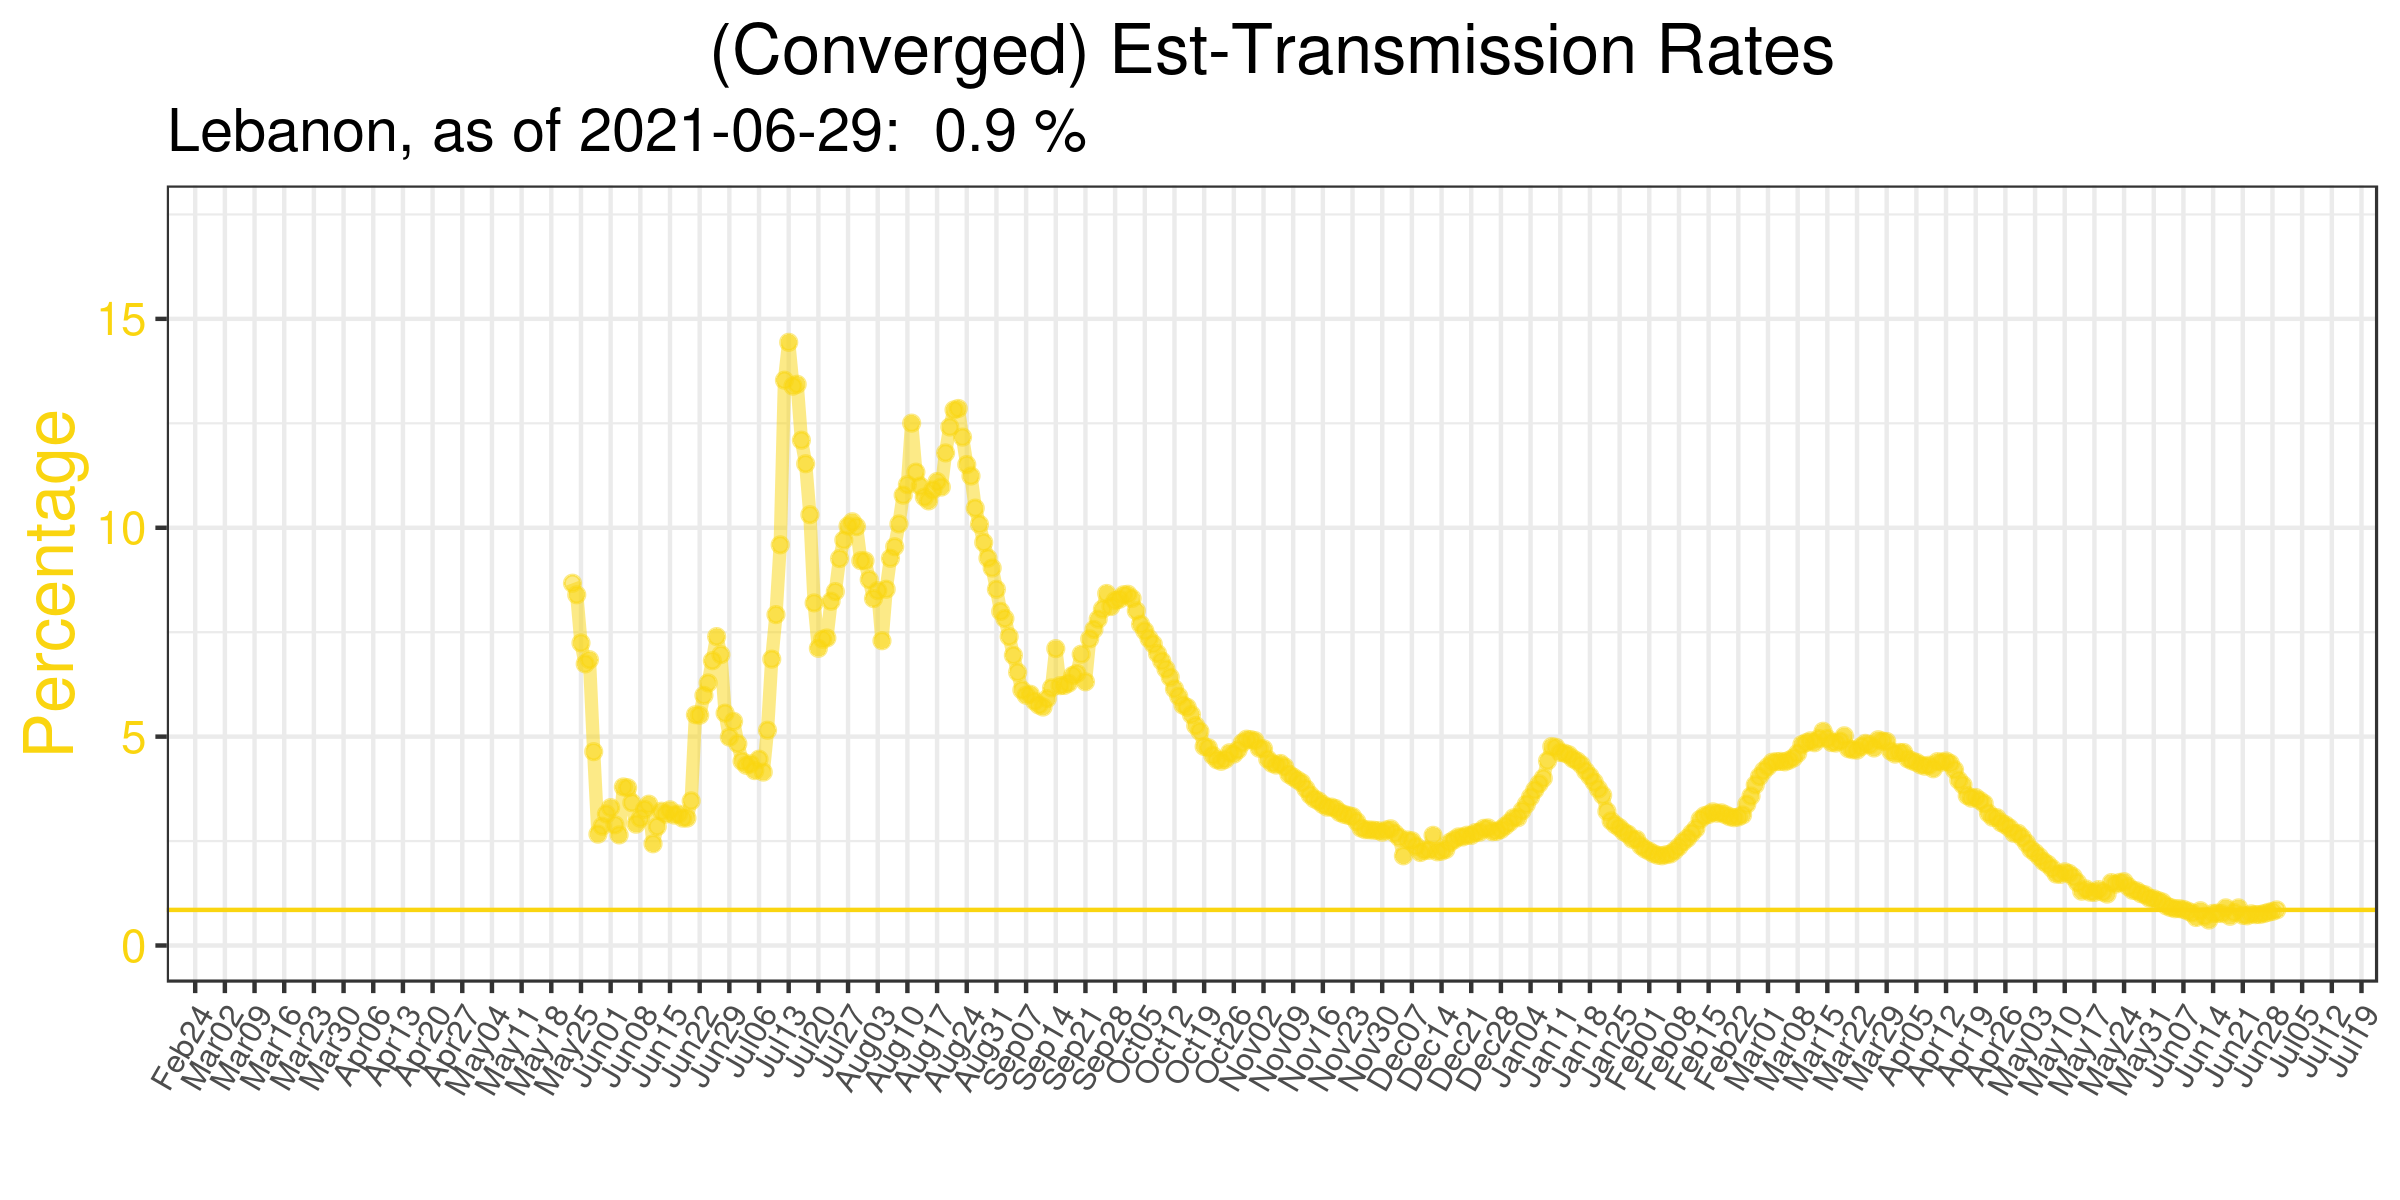 (Converged) Est-Transmission Rates
Lebanon, as of 2021-06-29:  0.9 %
Percentage
15
10
5
0
Feb24 Mar02 Mar09 Mar16 Mar23 Mar30 Apr06 Apr13 Apr20 Apr27 May04 May11 May18 May25 Jun01 Jun08 Jun15 Jun22 Jun29 Jul06 Jul13 Jul20 Jul27 Aug03 Aug10 Aug17 Aug24 Aug31 Sep07 Sep14 Sep21 Sep28 Oct05 Oct12 Oct19 Oct26 Nov02 Nov09 Nov16 Nov23 Nov30 Dec07 Dec14 Dec21 Dec28 Jan04 Jan11 Jan18 Jan25 Feb01 Feb08 Feb15 Feb22 Mar01 Mar08 Mar15 Mar22 Mar29 Apr05 Apr12 Apr19 Apr26 May03 May10 May17 May24 May31 Jun07 Jun14 Jun21 Jun28 Jul05 Jul12 Jul19